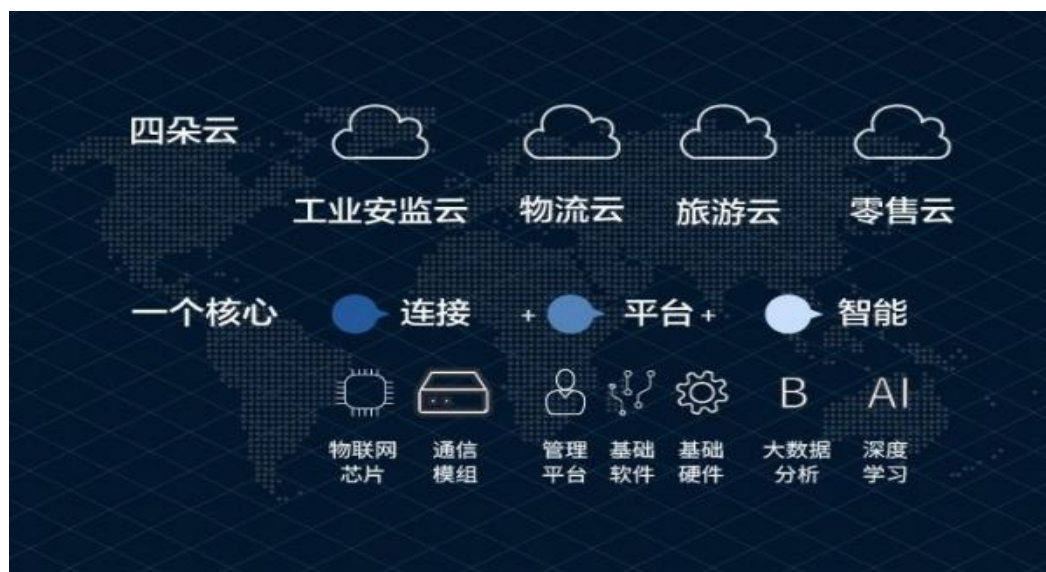 四朵云
工业安监云 物流云 旅游云 零售云
一个核心 连接 + 平台 + 智能
B AI
物联网 通信 管理 基础 基础 大数据 深度
芯片 模组 平台 软件 硬件 分析 学习